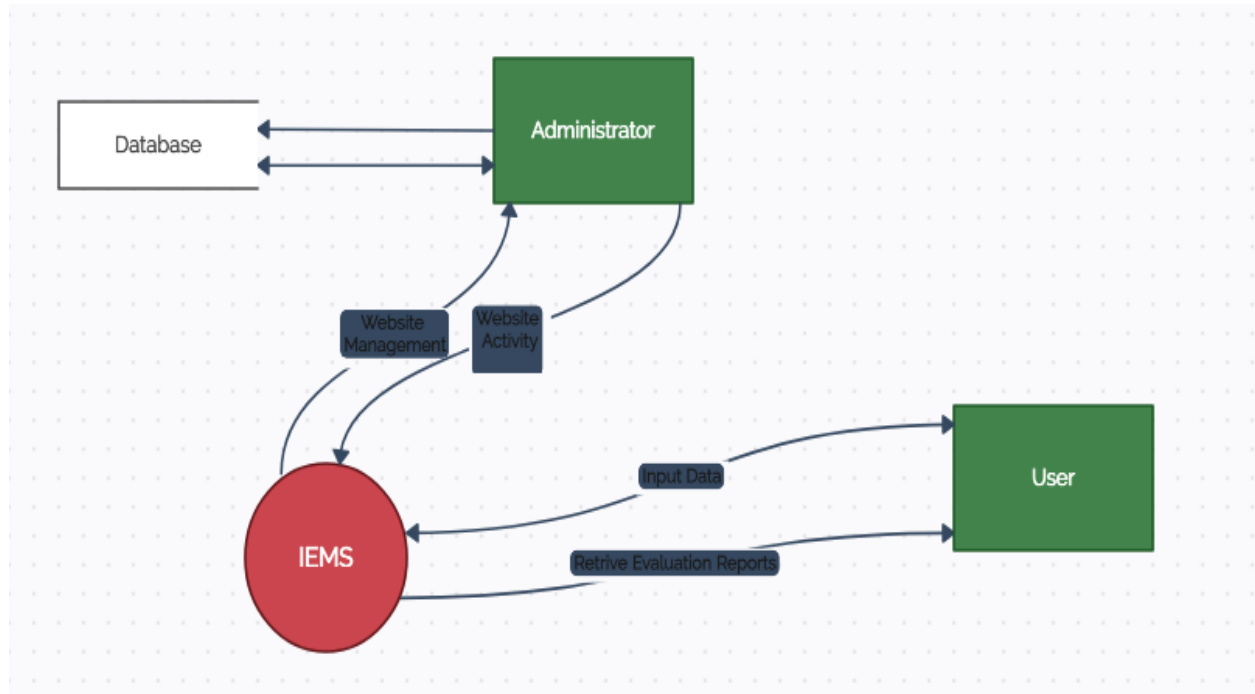 Administrator
Database
Website
Management
Website
Activity
Input Data
User
IEMS
Retrive Evaluation Reports